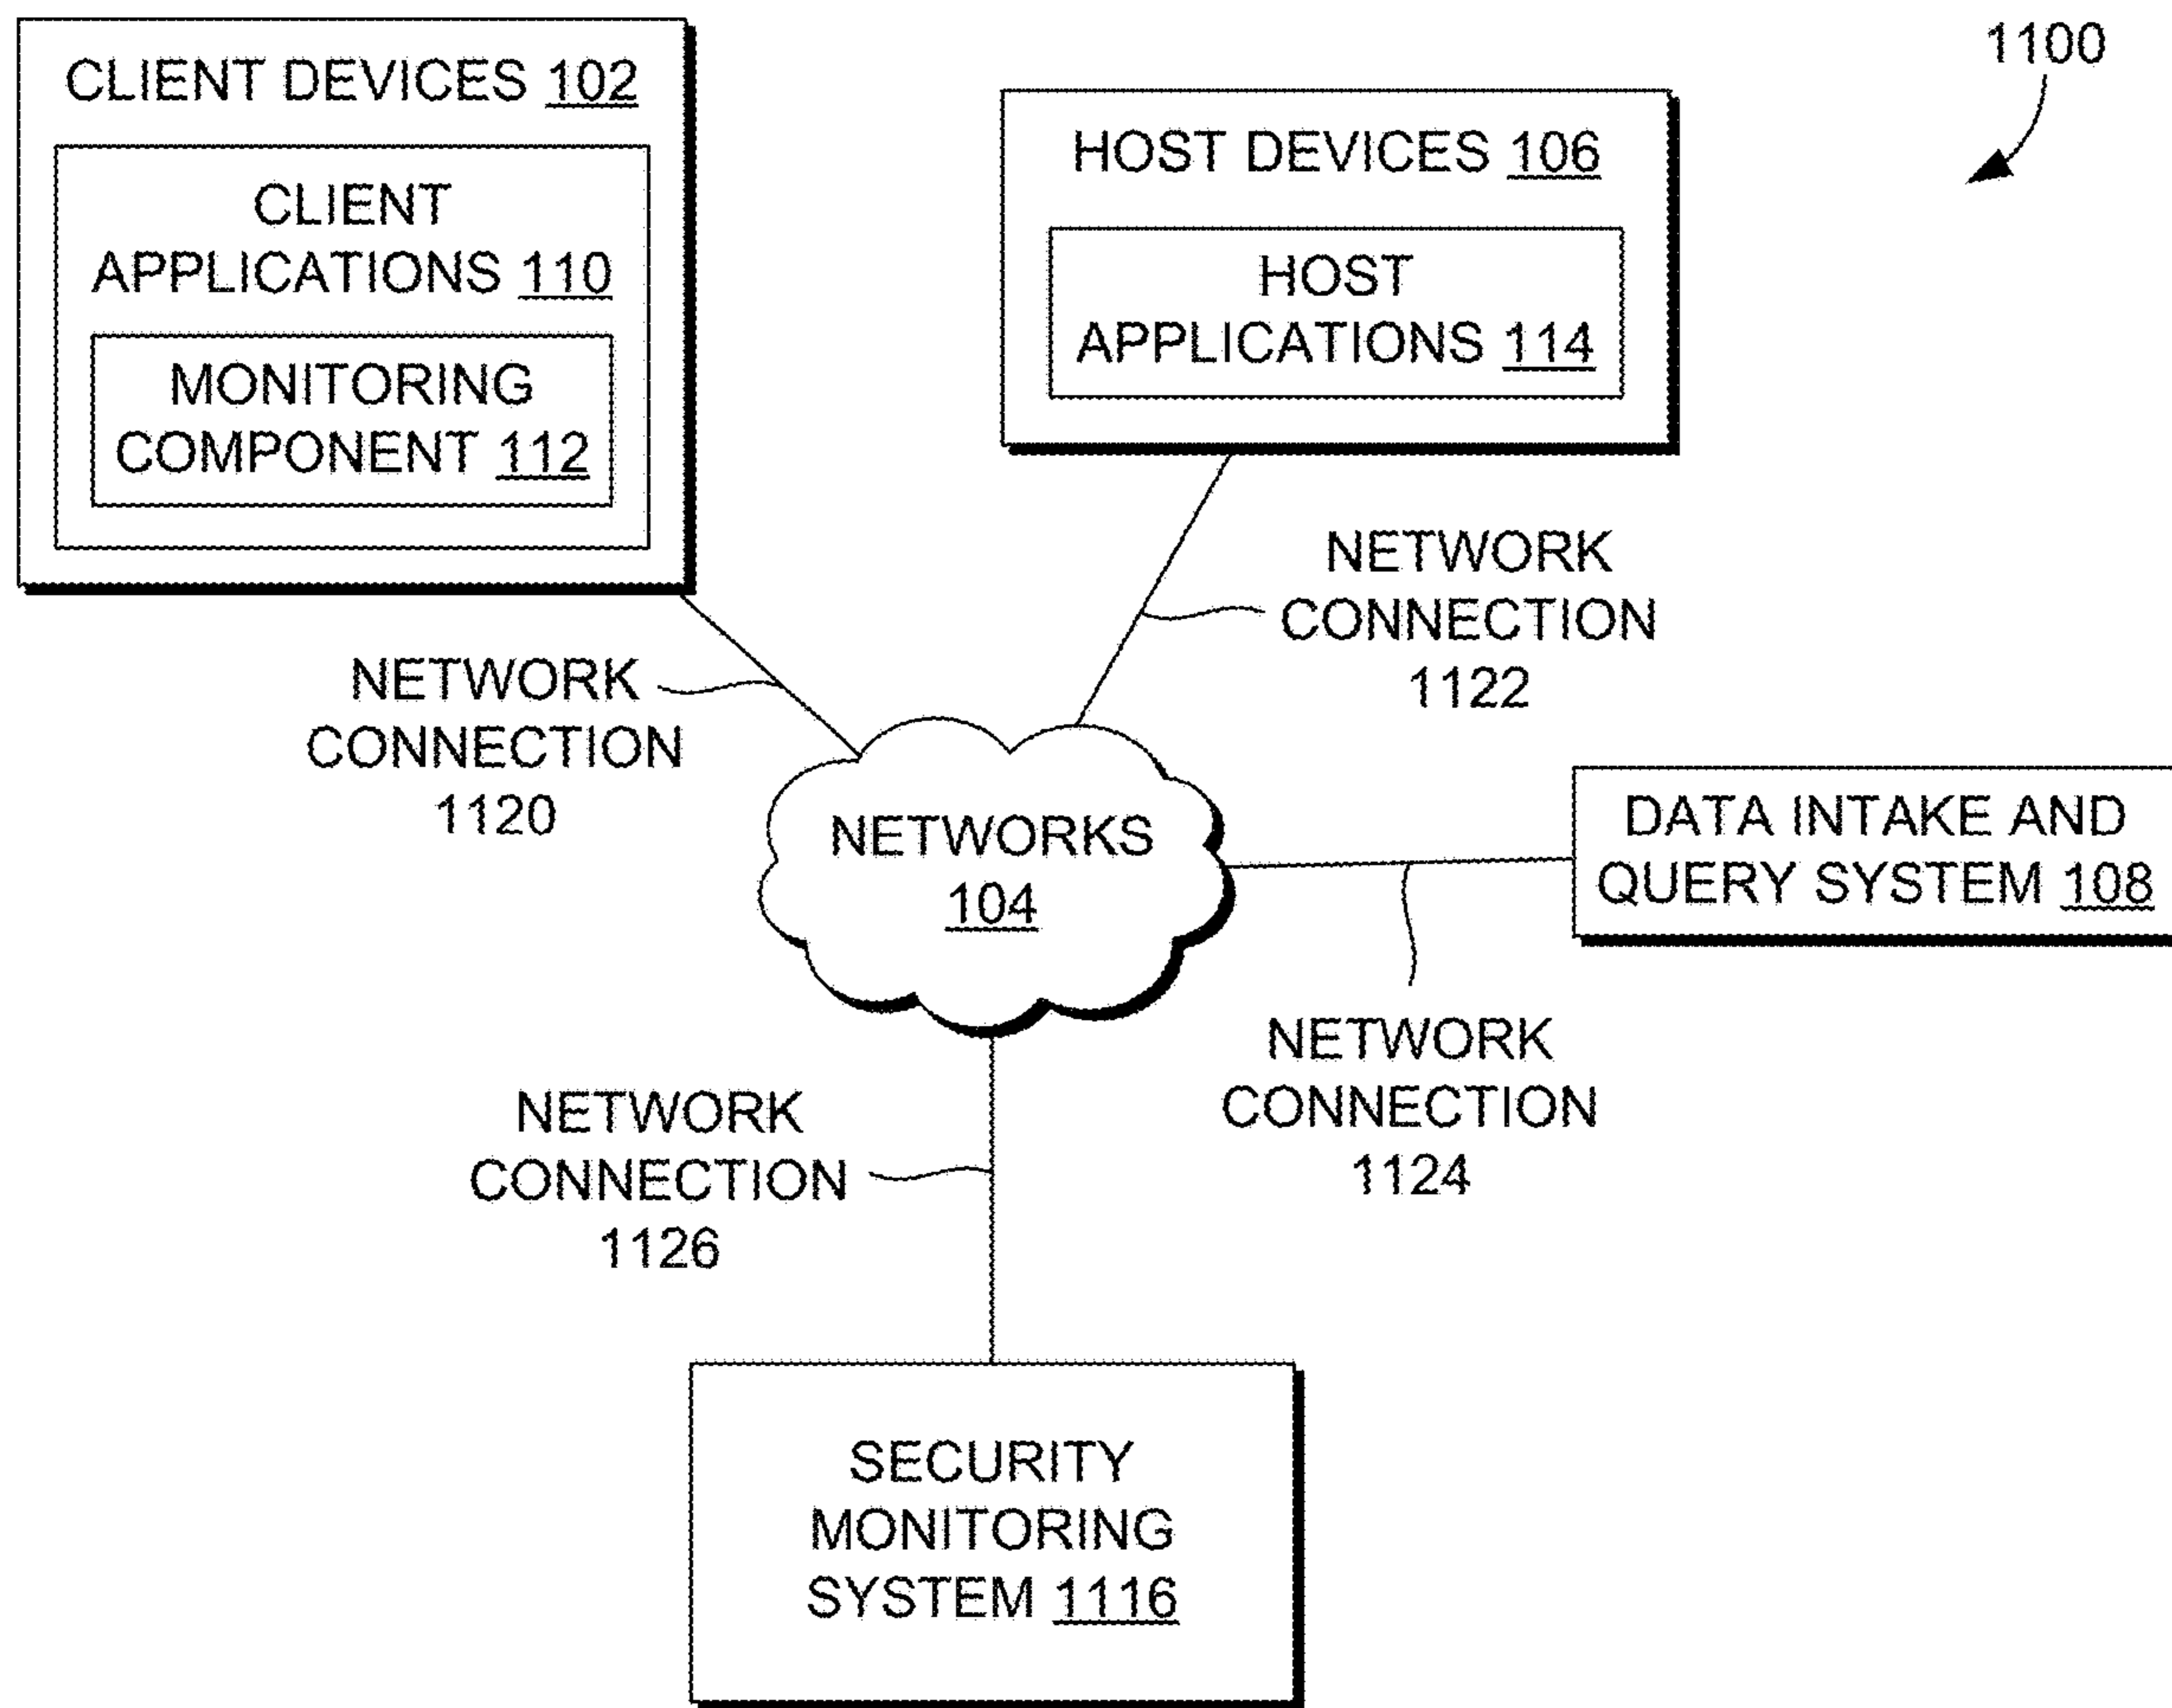 1100
CLIENT DEVICES 102
CLIENT
APPLICATIONS 110
MONITORING
COMPONENT 112
HOST DEVICES 106
HOST
APPLICATIONS 114
NETWORK
CONNECTION
1122
NETWORK
CONNECTION
1120
NETWORKS
104
DATA INTAKE AND
QUERY SYSTEM 108
NETWORK
CONNECTION
1124
NETWORK
CONNECTION
1126
SECURITY
MONITORING
SYSTEM 1116